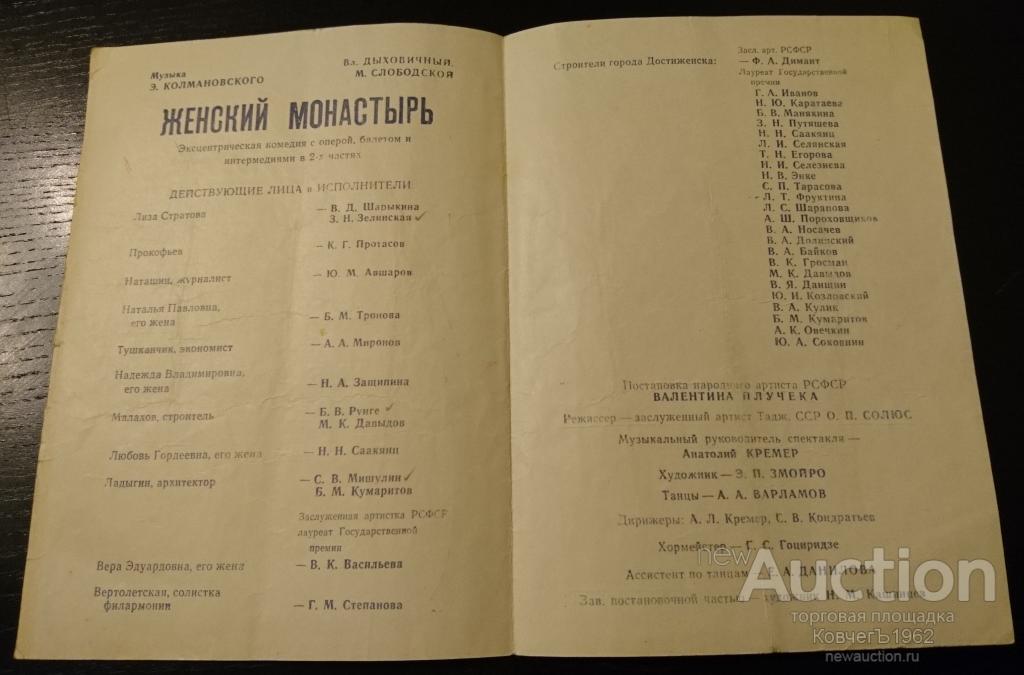 Музыка
Э. КОЛМАНОВСКОГО
Вл. ДЫХОВИЧНЫЙ,
М. СЛОБОДСКОЙ
ЖЕНСКИЙ МОНАСТЫРЬ
Эксцентрическая комедия с оперой, балетом и
интермедиями в 2-х частях
ДЕЙСТВУЮЩИЕ ЛИЦА и ИСПОЛНИТЕЛИ:
Лиза Стратова
— В. Д. Шарыкина
З. Н. Зелинская ✓
Прокофьев — К. Г. Протасов
Наташин, журналист — Ю. М. Авшаров
Наталья Павловна,
его жена — Б. М. Тронова
Тушканчик, экономист — А. А. Миронов
Надежда Владимировна,
его жена — Н. А. Защипина
Малахов, строитель — Б. В. Рунге ✓
М. К. Давыдов
Любовь Гордеевна, его жена — Н. Н. Саакянц
Ладыгин, архитектор — С. В. Мишулин ✓
Б. М. Кумаритов
Заслуженная артистка РСФСР
лауреат Государственной
премии
Вера Эдуардовна, его жена — В. К. Васильева
Вертолетская, солистка
филармонии — Г. М. Степанова
Засл. арт. РСФСР
Строители города Достиженска: — Ф. А. Димант
Лауреат Государственной
премии
Г. А. Иванов
Н. Ю. Каратаева
Б. В. Манякина
З. Н. Путяшева
Н. Н. Саакянц
Л. И. Селянская
Т. Н. Егорова
Н. И. Селезнева
Н. В. Энке
С. П. Тарасова
Л. Т. Фруктина
Л. С. Шарапова
А. Ш. Пороховщиков
В. А. Носачев
В. А. Долинский
В. А. Байков
В. К. Гросман
М. К. Давыдов
В. Я. Данщин
Ю. И. Козловский
В. А. Кулик
Б. М. Кумаритов
А. К. Овечкин
Ю. А. Соковнин
Постановка народного артиста РСФСР
ВАЛЕНТИНА ПЛУЧЕКА
Режиссер — заслуженный артист Тадж. ССР О. П. СОЛЮС
Музыкальный руководитель спектакля —
Анатолий КРЕМЕР
Художник — Э. П. ЗМОЙРО
Танцы — А. А. ВАРЛАМОВ
Дирижеры: А. Л. Кремер, С. В. Кондратьев
Хормейстер — Г. С. Гоциридзе
Ассистент по танцам — Е. А. ДАНИЛОВА
Зав. постановочной частью — художник Н. М. Кашинцев
newAuction
торговая площадка
КовчегЪ1962
newauction.ru